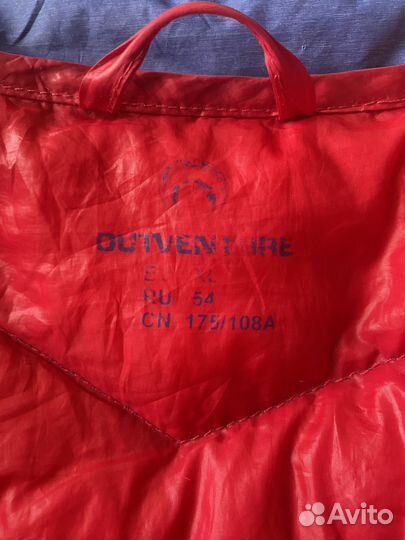 OUTVENTURE
XL
RU 54
CN 175/108A
Avito